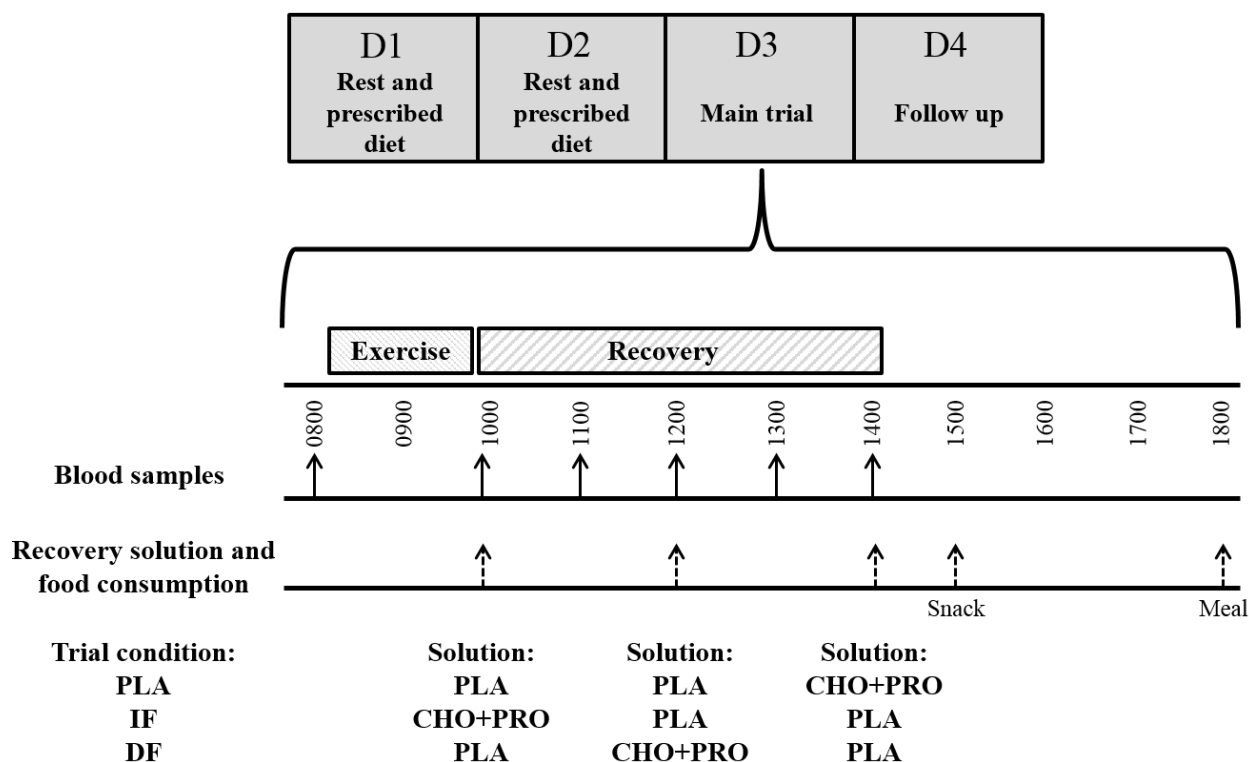 D1 D2 D3 D4
Rest and Rest and
prescribed prescribed Main trial Follow up
diet diet
Exercise Recovery
0800 0900 1000 1100 1200 1300 1400 1500 1600 1700 1800
Blood samples
Recovery solution and
food consumption
Snack Meal
Trial condition: Solution: Solution: Solution:
PLA PLA PLA CHO+PRO
IF CHO+PRO PLA PLA
DF PLA CHO+PRO PLA